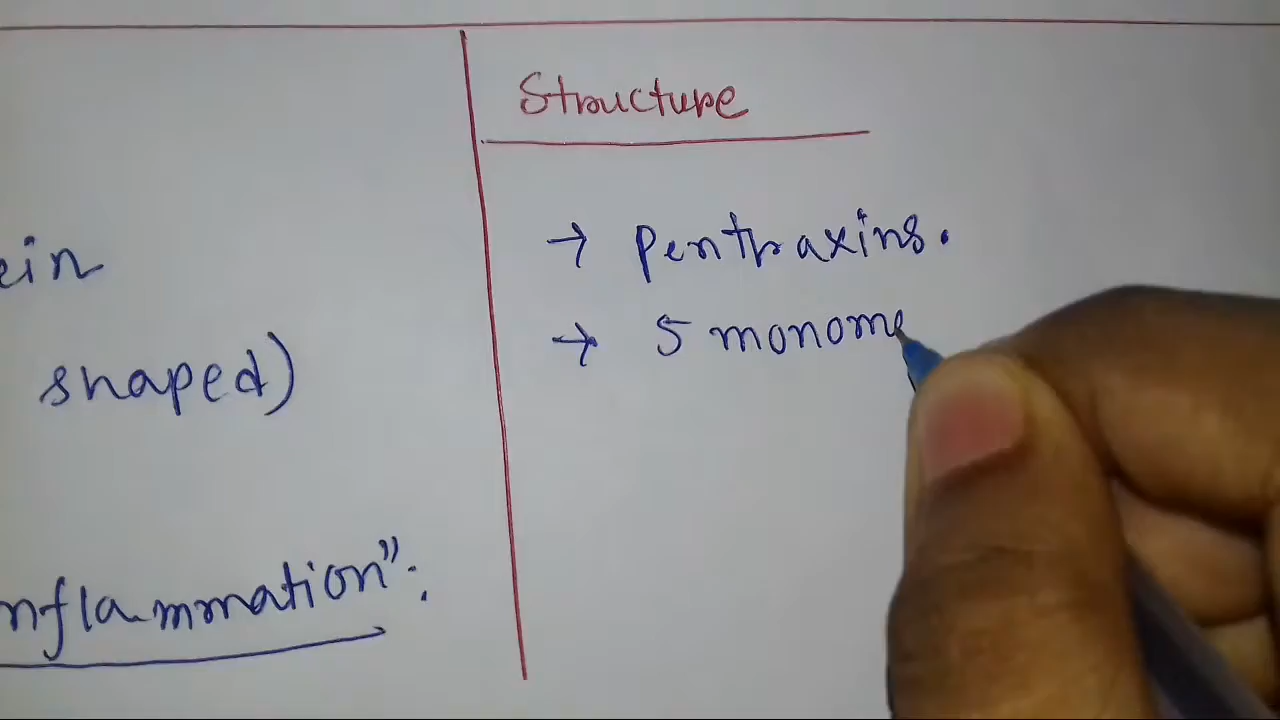 Structure
→ Pentraxins.
ein
→ 5 monome
shaped)
nflammation":